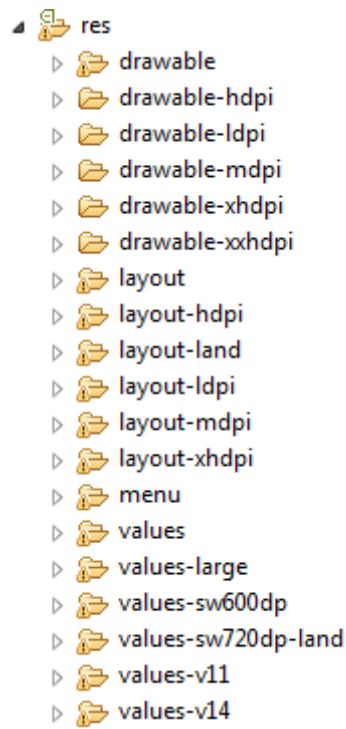 res
drawable
drawable-hdpi
drawable-ldpi
drawable-mdpi
drawable-xhdpi
drawable-xxhdpi
layout
layout-hdpi
layout-land
layout-ldpi
layout-mdpi
layout-xhdpi
menu
values
values-large
values-sw600dp
values-sw720dp-land
values-v11
values-v14